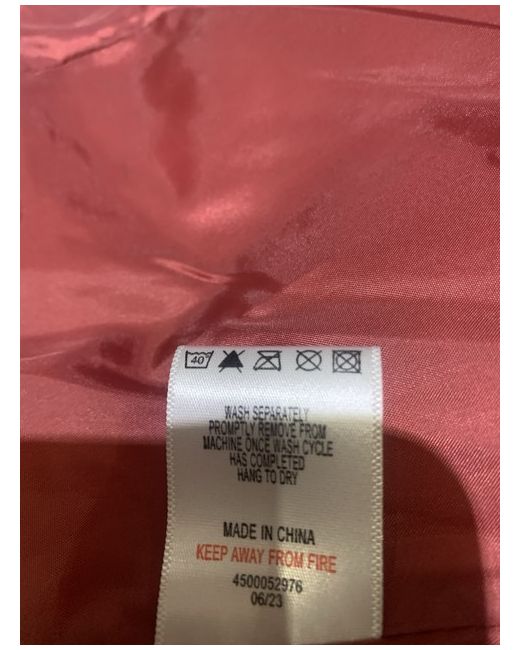 40
WASH SEPARATELY
PROMPTLY REMOVE FROM
MACHINE ONCE WASH CYCLE
HAS COMPLETED
HANG TO DRY
MADE IN CHINA
KEEP AWAY FROM FIRE
4500052976
06/23